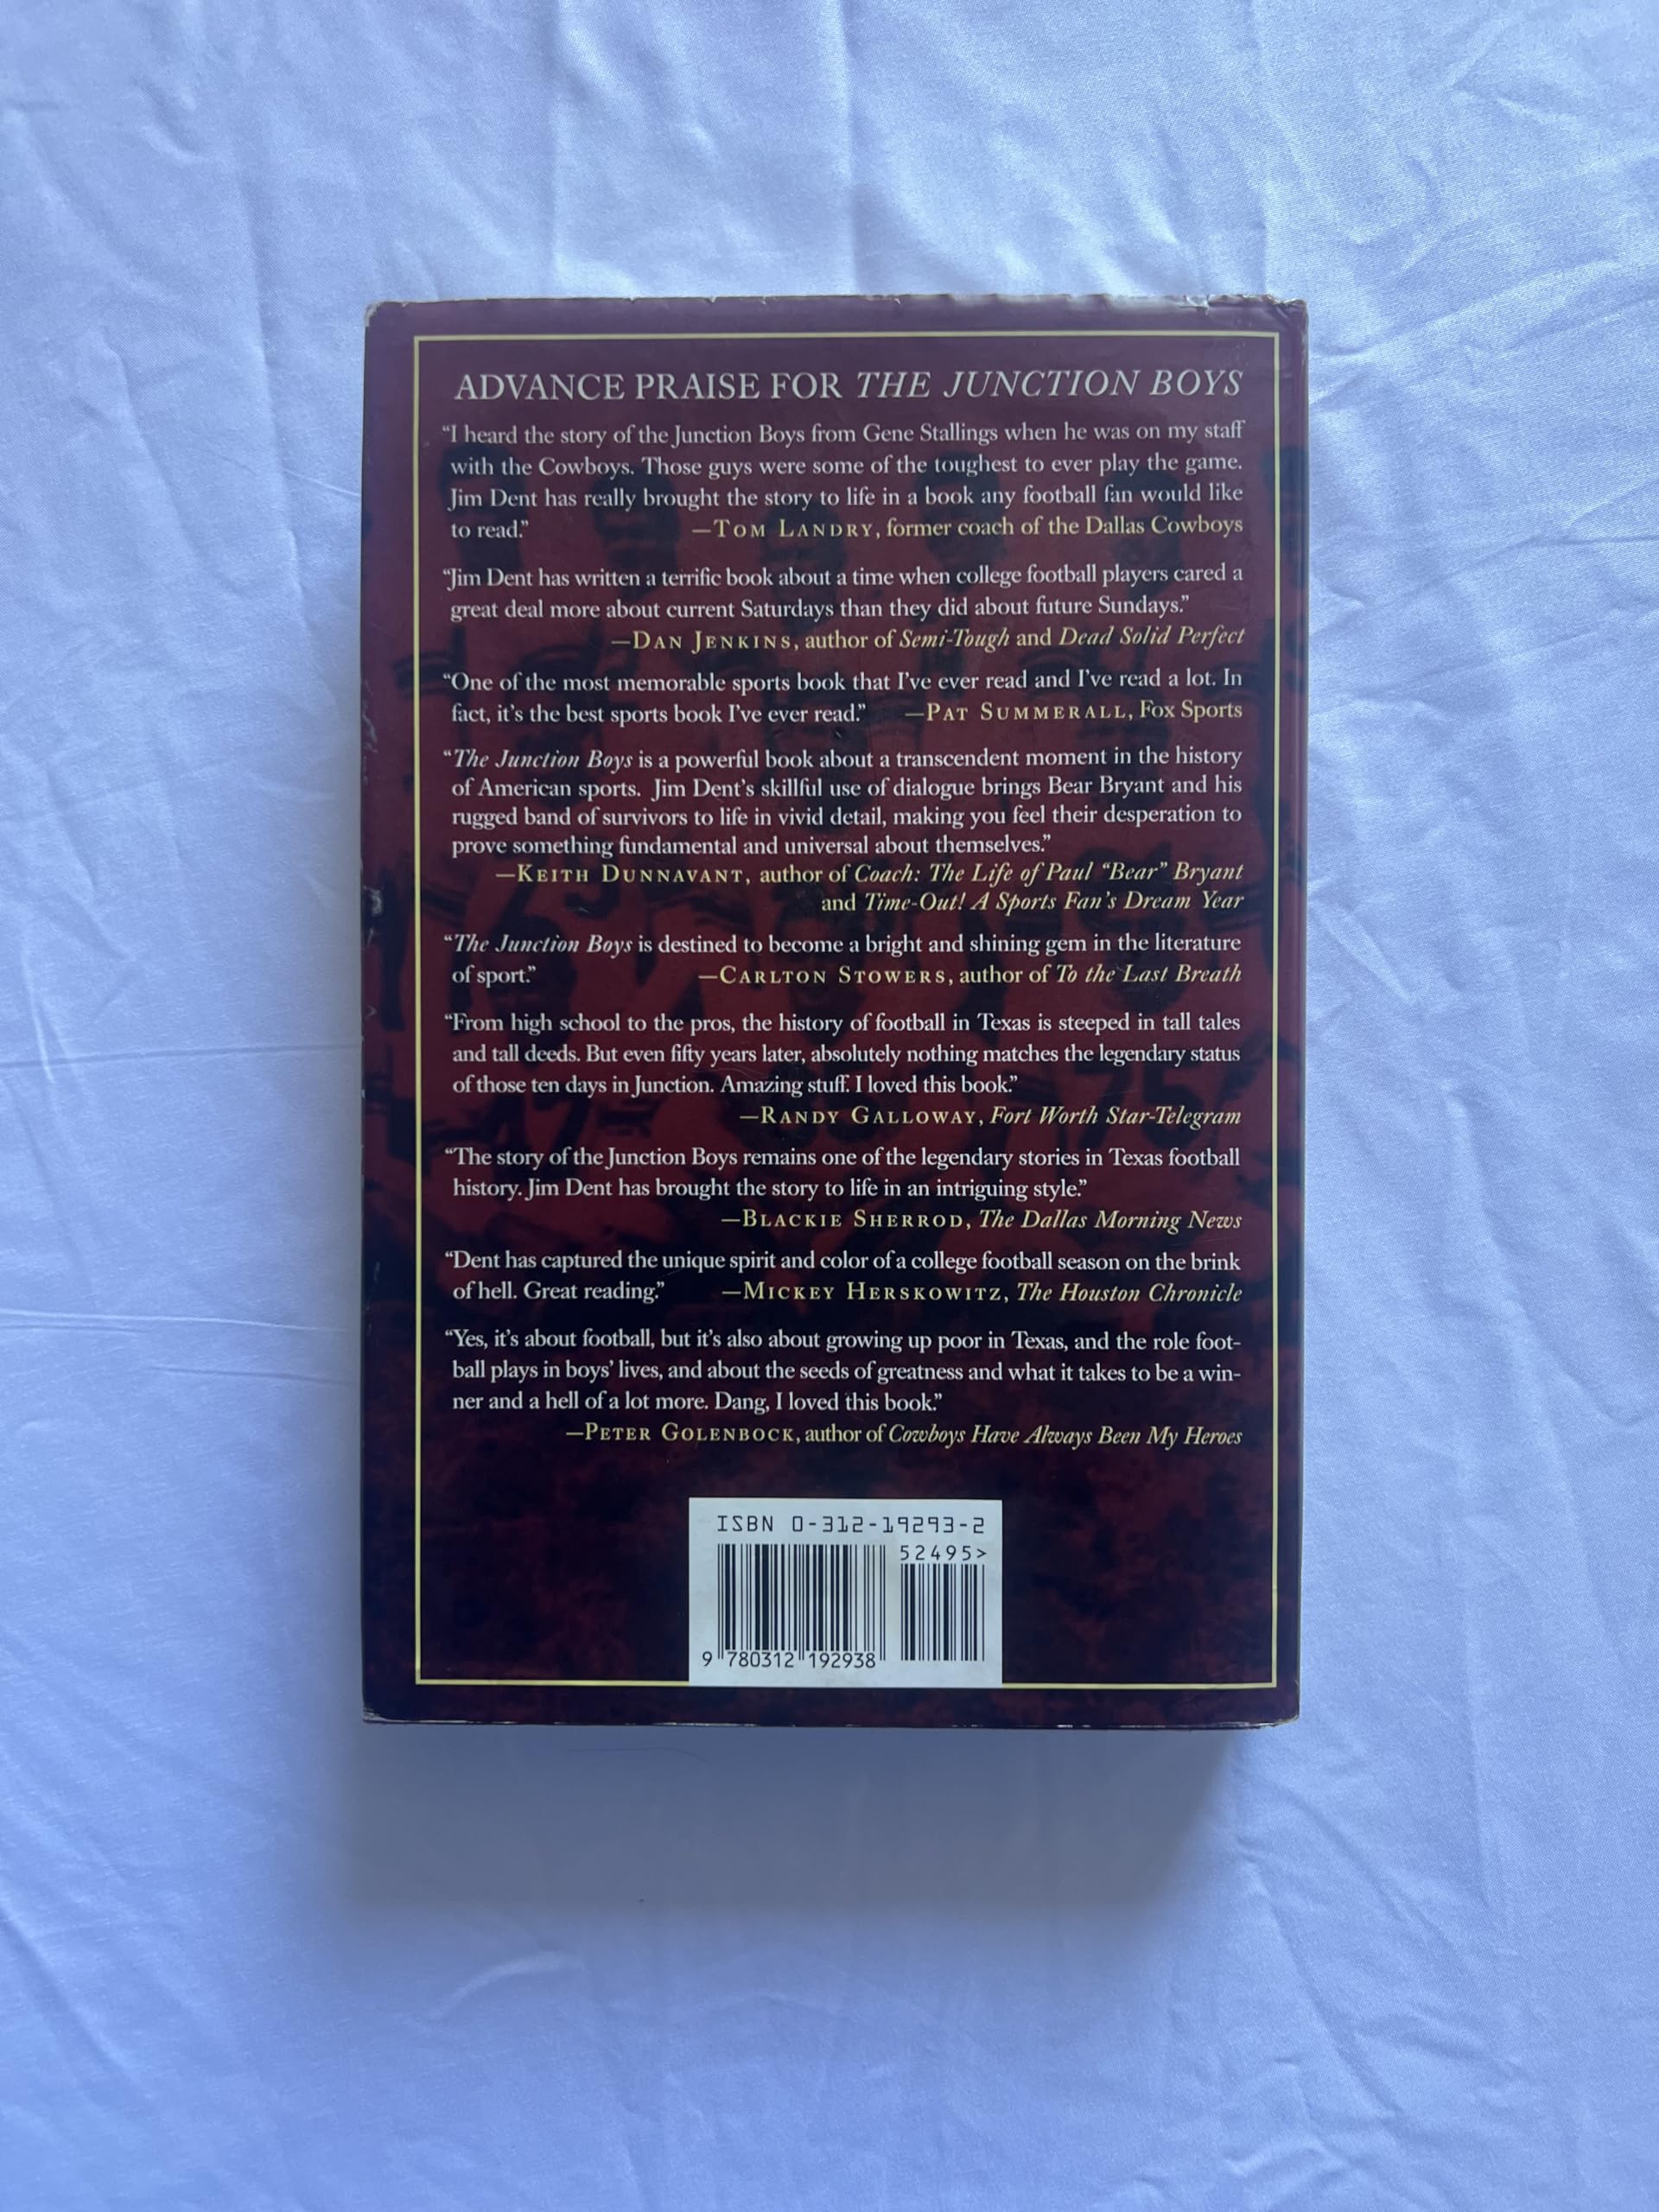 ADVANCE PRAISE FOR THE JUNCTION BOYS
“I heard the story of the Junction Boys from Gene Stallings when he was on my staff
with the Cowboys. Those guys were some of the toughest to ever play the game.
Jim Dent has really brought the story to life in a book any football fan would like
to read.” —TOM LANDRY, former coach of the Dallas Cowboys
“Jim Dent has written a terrific book about a time when college football players cared a
great deal more about current Saturdays than they did about future Sundays.”
—DAN JENKINS, author of Semi-Tough and Dead Solid Perfect
“One of the most memorable sports book that I’ve ever read and I’ve read a lot. In
fact, it’s the best sports book I’ve ever read.” —PAT SUMMERALL, Fox Sports
“The Junction Boys is a powerful book about a transcendent moment in the history
of American sports. Jim Dent’s skillful use of dialogue brings Bear Bryant and his
rugged band of survivors to life in vivid detail, making you feel their desperation to
prove something fundamental and universal about themselves.”
—KEITH DUNNAVANT, author of Coach: The Life of Paul “Bear” Bryant
and Time-Out! A Sports Fan’s Dream Year
“The Junction Boys is destined to become a bright and shining gem in the literature
of sport.” —CARLTON STOWERS, author of To the Last Breath
“From high school to the pros, the history of football in Texas is steeped in tall tales
and tall deeds. But even fifty years later, absolutely nothing matches the legendary status
of those ten days in Junction. Amazing stuff. I loved this book.”
—RANDY GALLOWAY, Fort Worth Star-Telegram
“The story of the Junction Boys remains one of the legendary stories in Texas football
history. Jim Dent has brought the story to life in an intriguing style.”
—BLACKIE SHERROD, The Dallas Morning News
“Dent has captured the unique spirit and color of a college football season on the brink
of hell. Great reading.” —MICKEY HERSKOWITZ, The Houston Chronicle
“Yes, it’s about football, but it’s also about growing up poor in Texas, and the role foot-
ball plays in boys’ lives, and about the seeds of greatness and what it takes to be a win-
ner and a hell of a lot more. Dang, I loved this book.”
—PETER GOLENBOCK, author of Cowboys Have Always Been My Heroes
ISBN 0-312-19293-2
52495>
9 780312 192938